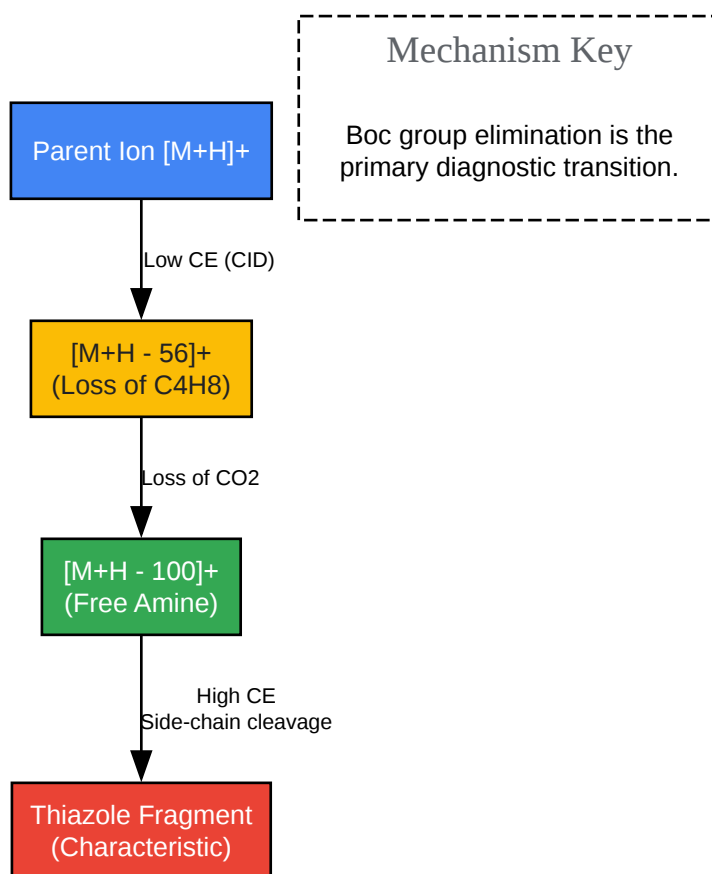 Mechanism Key
Boc group elimination is the
primary diagnostic transition.
Parent Ion [M+H]+
Low CE (CID)
[M+H - 56]+
(Loss of C4H8)
Loss of CO2
[M+H - 100]+
(Free Amine)
High CE
Side-chain cleavage
Thiazole Fragment
(Characteristic)